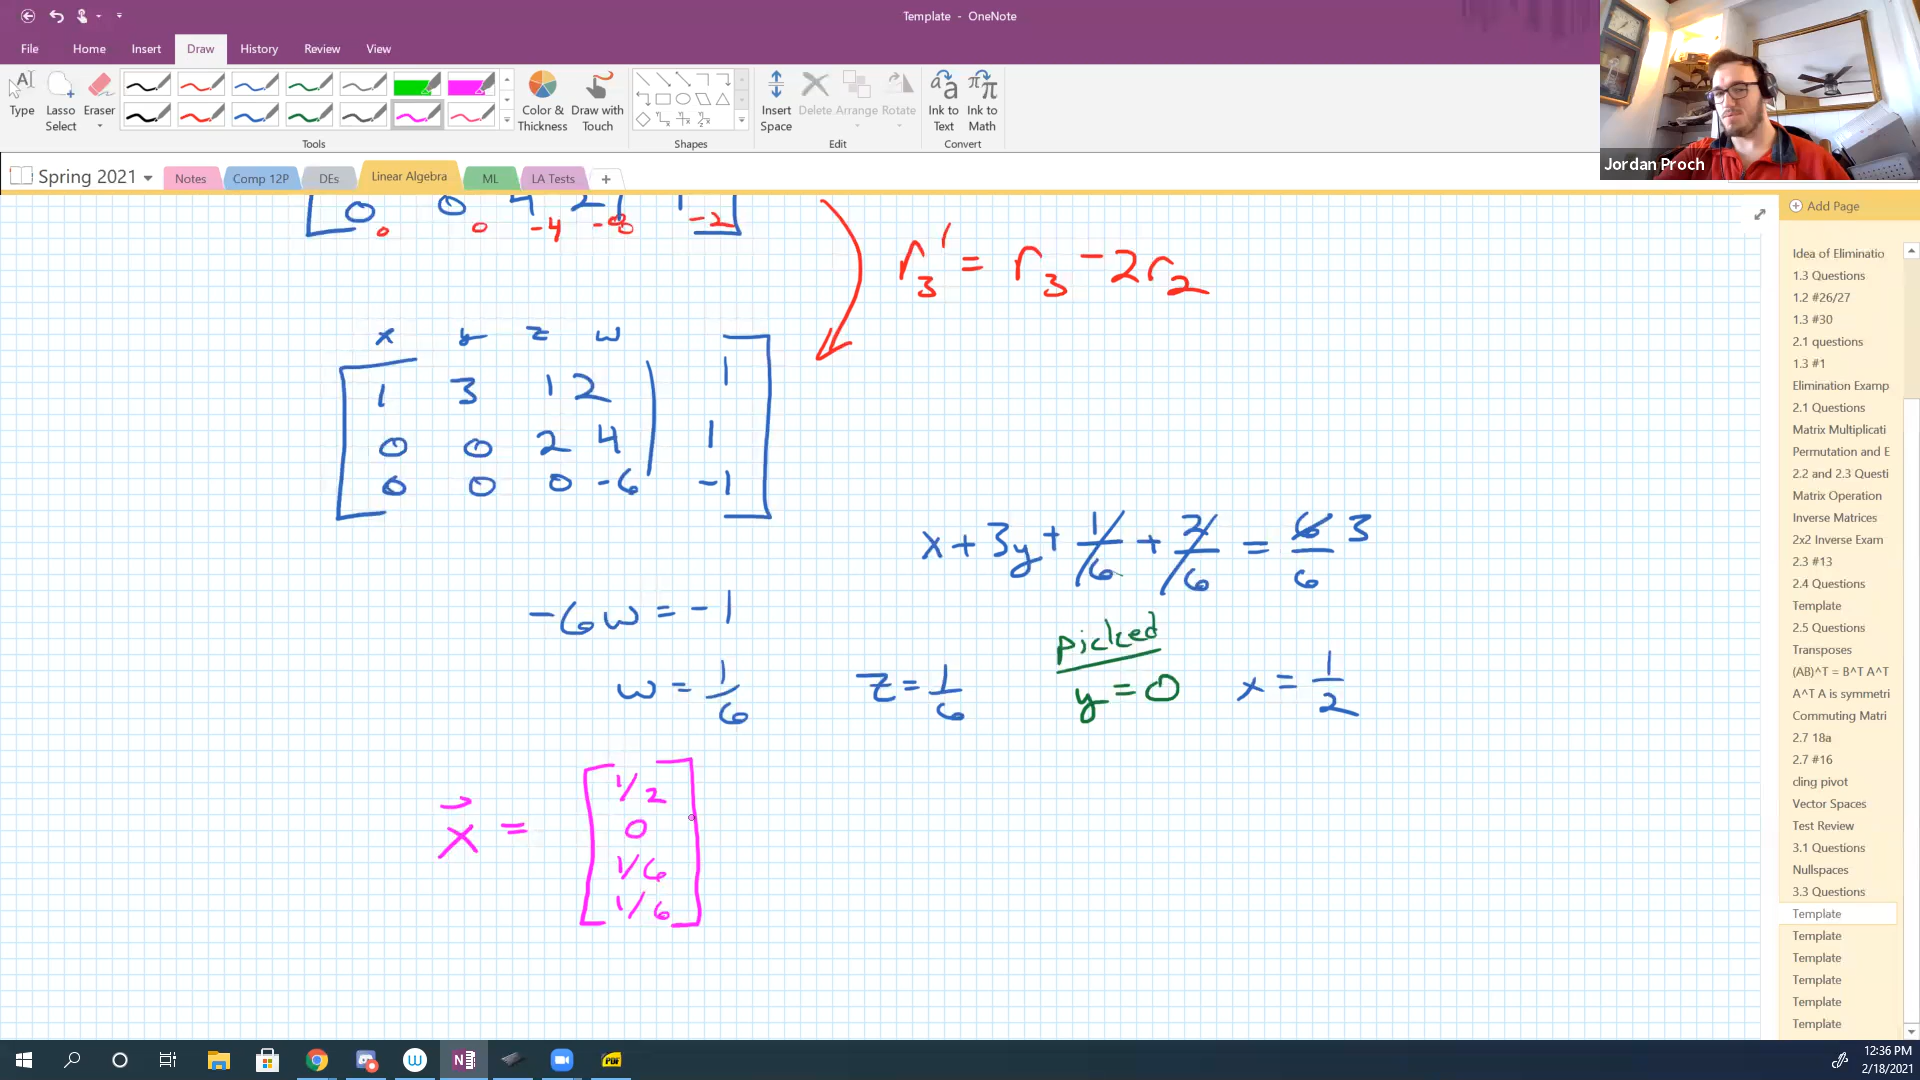 Template - OneNote
File Home Insert Draw History Review View
Type
Lasso Select
Eraser
Color & Thickness
Draw with Touch
Insert Space
Delete
Arrange
Rotate
Ink to Text
Ink to Math
Tools
Shapes
Edit
Convert
Jordan Proch
Spring 2021
Notes
Comp 12P
DEs
Linear Algebra
ML
LA Tests
0 0 4
0 0 -4 -8 -2
r3' = r3 - 2r2
x y z w
1 3 1 2 | 1
0 0 2 4 | 1
0 0 0 -6 -1
x + 3y + 1/6 + 2/6 = 6/6 3
-6w = -1
picked
w = 1/6 z = 1/6 y = 0 x = 1/2
x =
1/2
0
1/6
1/6
Add Page
Idea of Eliminatio
1.3 Questions
1.2 #26/27
1.3 #30
2.1 questions
1.3 #1
Elimination Examp
2.1 Questions
Matrix Multiplicati
Permutation and E
2.2 and 2.3 Questi
Matrix Operation
Inverse Matrices
2x2 Inverse Exam
2.3 #13
2.4 Questions
Template
2.5 Questions
Transposes
(AB)^T = B^T A^T
A^T A is symmetri
Commuting Matri
2.7 18a
2.7 #16
cling pivot
Vector Spaces
Test Review
3.1 Questions
Nullspaces
3.3 Questions
Template
Template
Template
Template
Template
Template
12:36 PM
2/18/2021